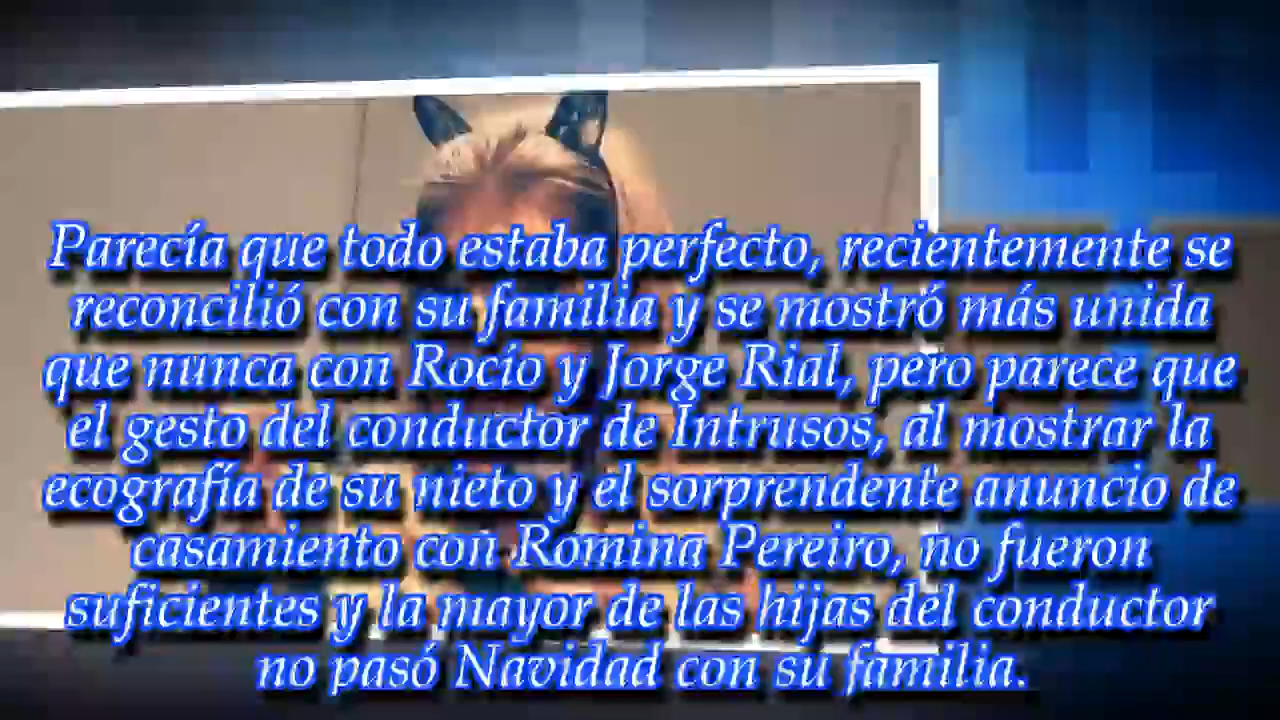 Parecía que todo estaba perfecto, recientemente se
reconcilió con su familia y se mostró más unida
que nunca con Rocío y Jorge Rial, pero parece que
el gesto del conductor de Intrusos, al mostrar la
ecografía de su nieto y el sorprendente anuncio de
casamiento con Romina Pereiro, no fueron
suficientes y la mayor de las hijas del conductor
no pasó Navidad con su familia.